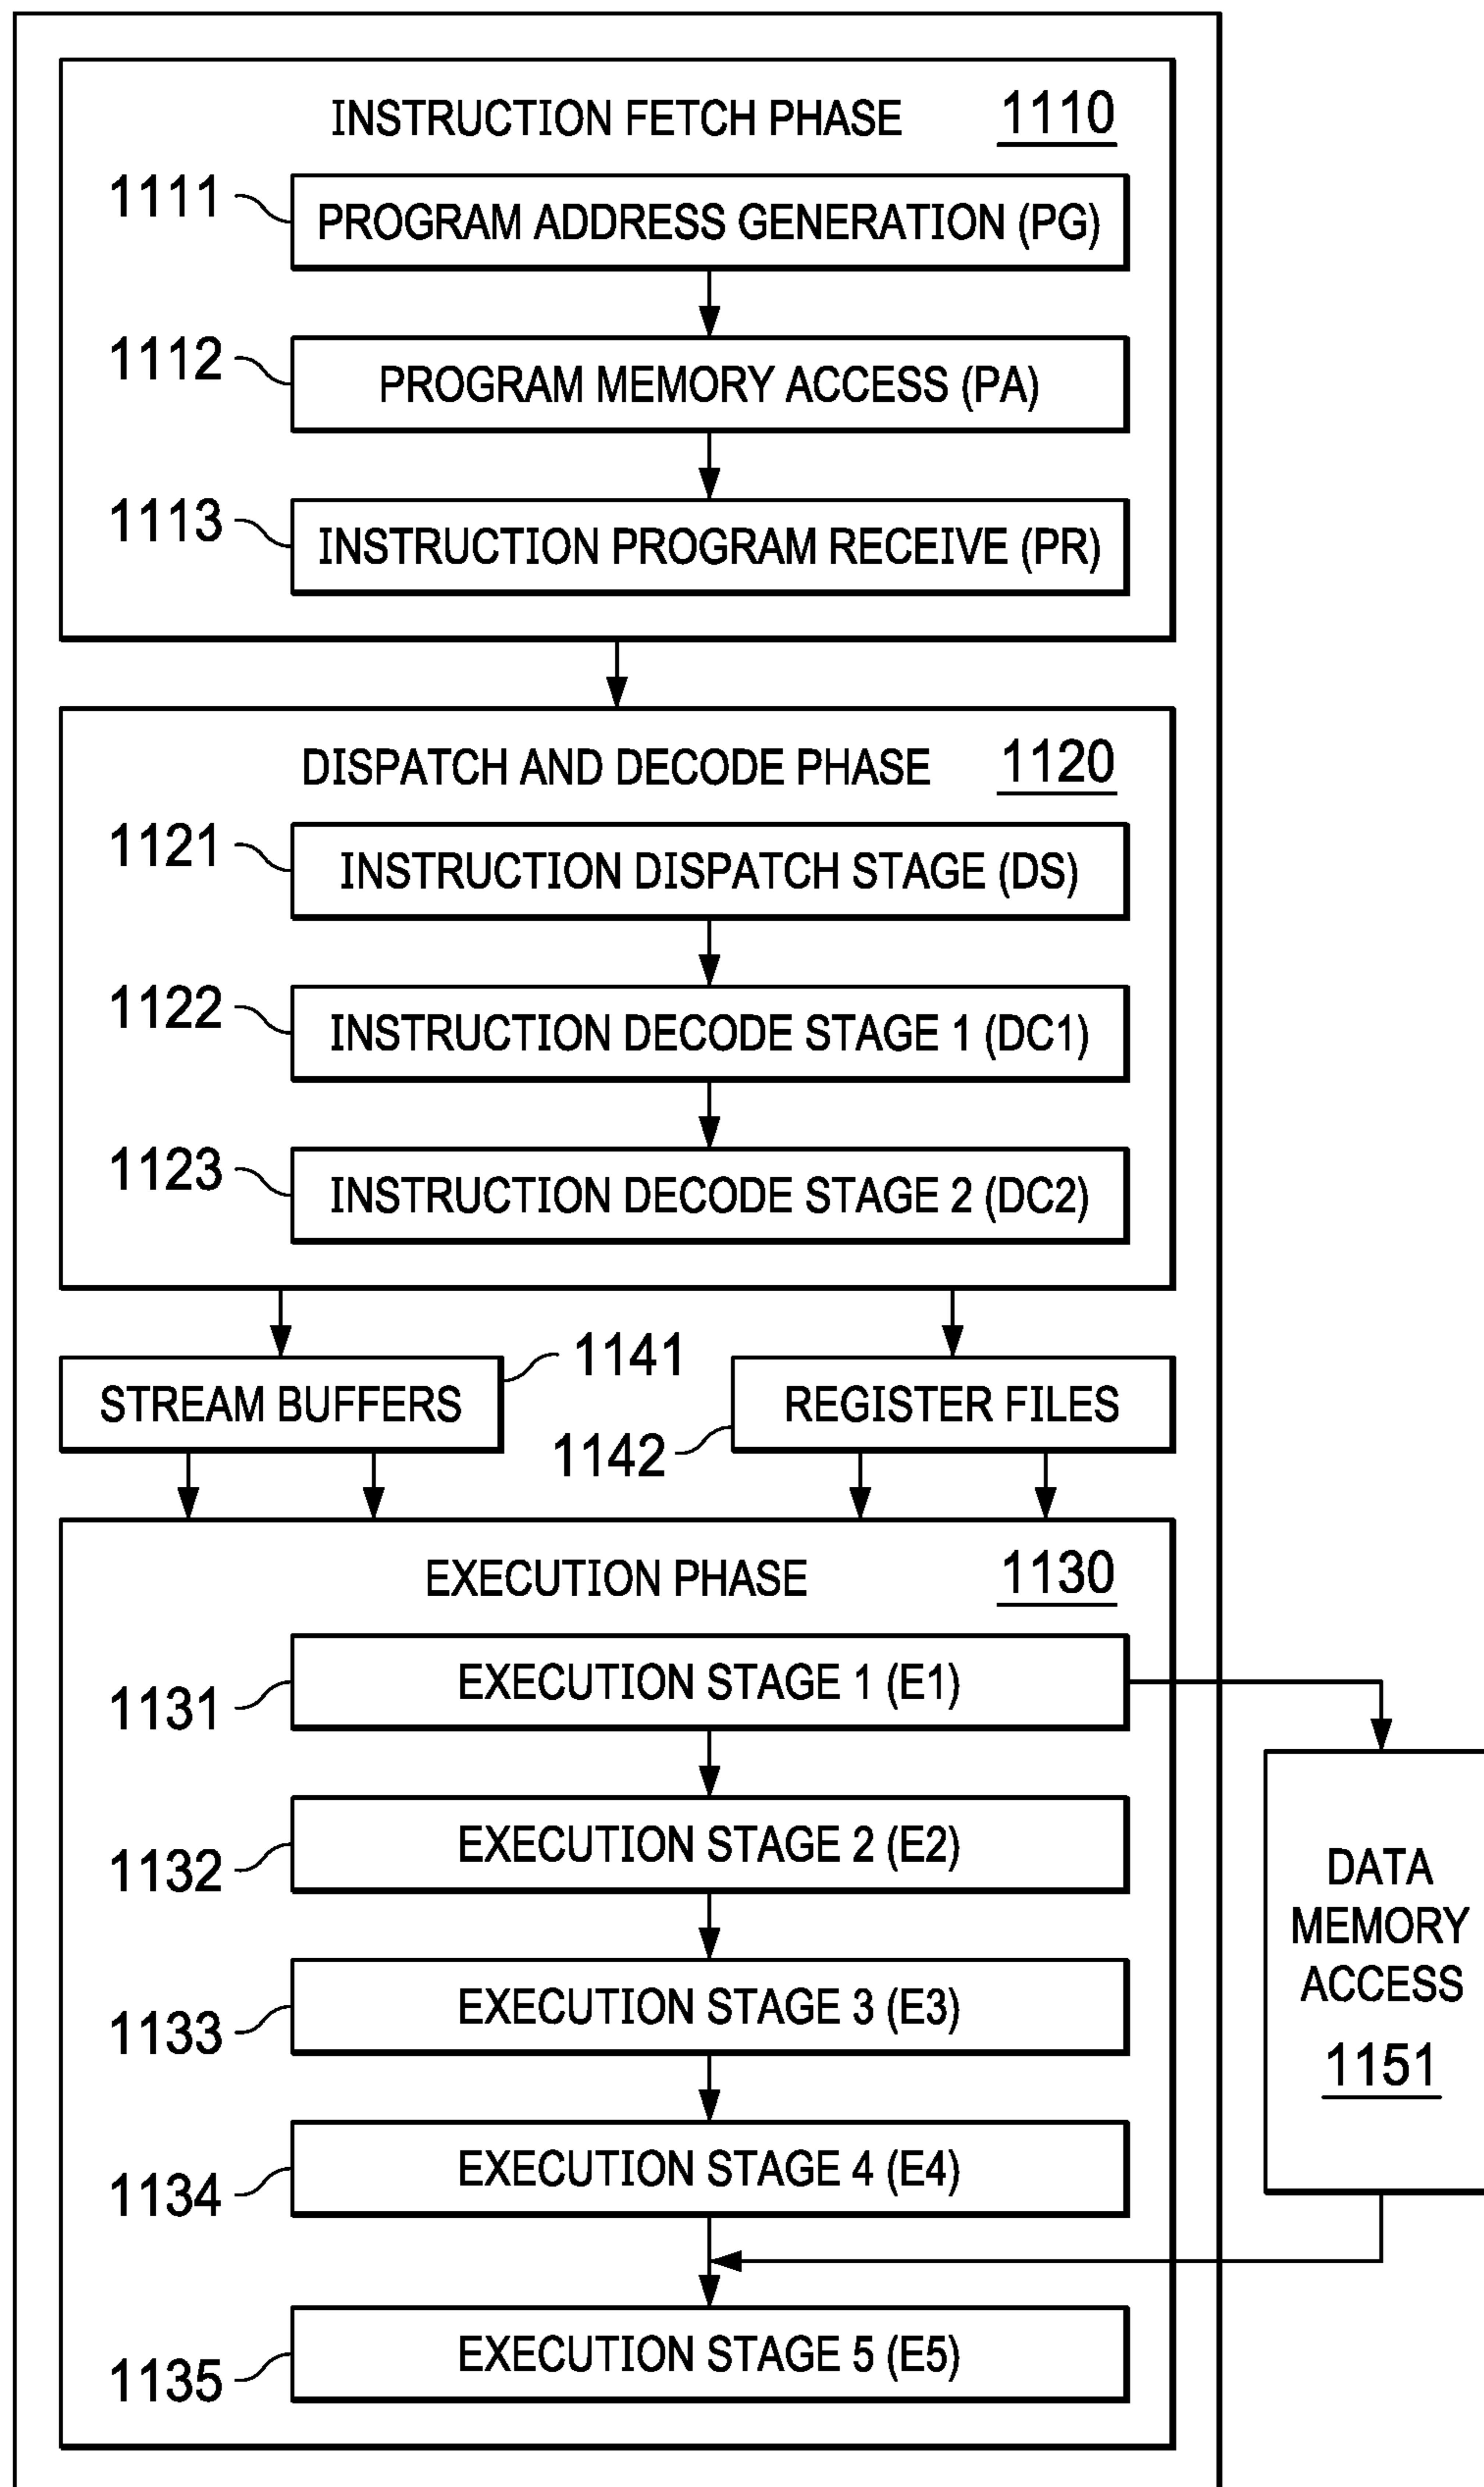 INSTRUCTION FETCH PHASE 1110
1111 PROGRAM ADDRESS GENERATION (PG)
1112 PROGRAM MEMORY ACCESS (PA)
1113 INSTRUCTION PROGRAM RECEIVE (PR)
DISPATCH AND DECODE PHASE 1120
1121 INSTRUCTION DISPATCH STAGE (DS)
1122 INSTRUCTION DECODE STAGE 1 (DC1)
1123 INSTRUCTION DECODE STAGE 2 (DC2)
STREAM BUFFERS 1141
1142 REGISTER FILES
EXECUTION PHASE 1130
1131 EXECUTION STAGE 1 (E1)
1132 EXECUTION STAGE 2 (E2)
1133 EXECUTION STAGE 3 (E3)
1134 EXECUTION STAGE 4 (E4)
1135 EXECUTION STAGE 5 (E5)
DATA
MEMORY
ACCESS
1151